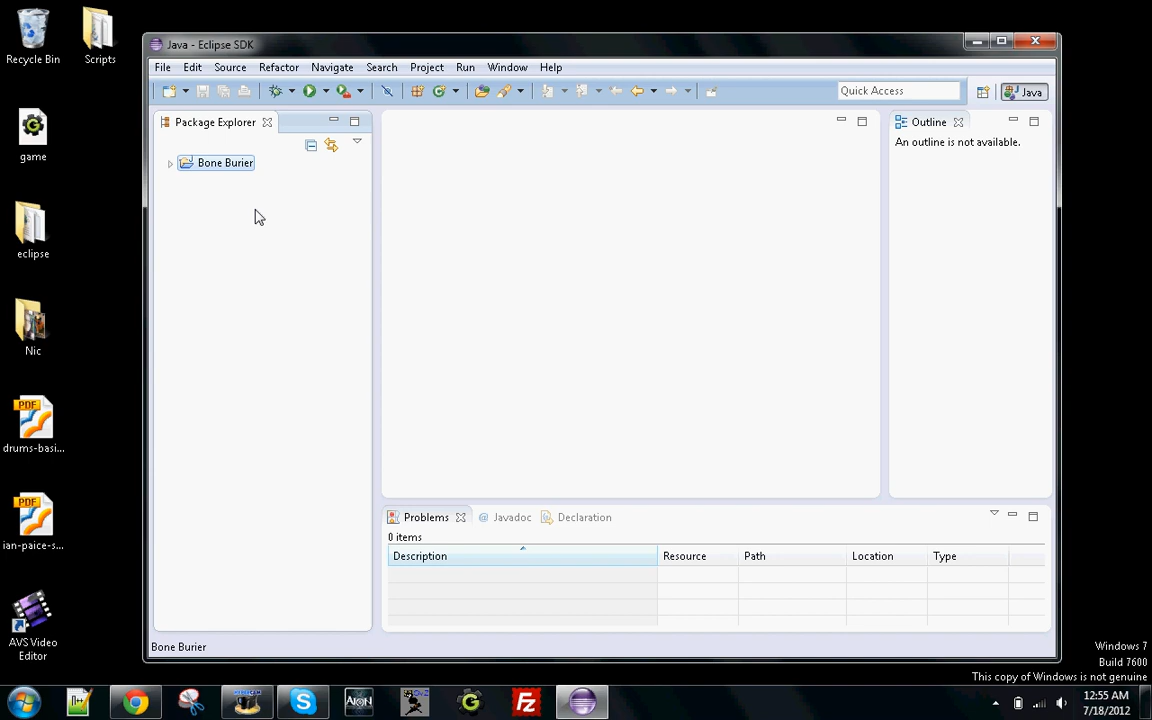 Recycle Bin
Scripts
game
eclipse
Nic
PDF
drums-basi...
PDF
ian-paice-s...
AVS Video
Editor
Java - Eclipse SDK
File Edit Source Refactor Navigate Search Project Run Window Help
Quick Access
Java
Package Explorer
Bone Burier
Outline
An outline is not available.
Problems @ Javadoc Declaration
0 items
Description Resource Path Location Type
Bone Burier
Windows 7
Build 7600
This copy of Windows is not genuine
AION
12:55 AM
7/18/2012